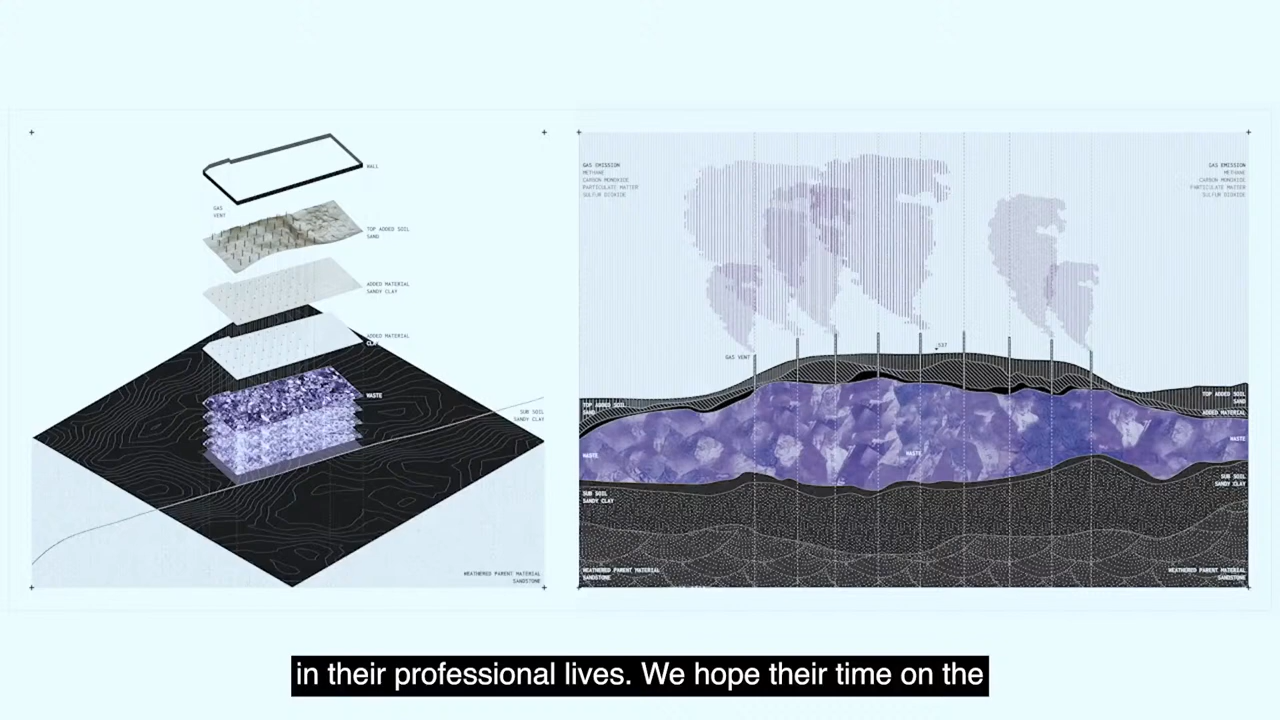 WALL
GAS
VENT
TOP ADDED SOIL
SAND
ADDED MATERIAL
SANDY CLAY
ADDED MATERIAL
WASTE
SUB SOIL
SANDY CLAY
WEATHERED PARENT MATERIAL
SANDSTONE
GAS EMISSION
METHANE
CARBON MONOXIDE
PARTICULATE MATTER
SULFUR DIOXIDE
GAS EMISSION
METHANE
CARBON MONOXIDE
PARTICULATE MATTER
SULFUR DIOXIDE
GAS VENT
537
TOP ADDED SOIL
SAND
TOP ADDED SOIL
SAND
ADDED MATERIAL
WASTE
WASTE
WASTE
SUB SOIL
SANDY CLAY
SUB SOIL
SANDY CLAY
WEATHERED PARENT MATERIAL
SANDSTONE
WEATHERED PARENT MATERIAL
SANDSTONE
in their professional lives. We hope their time on the